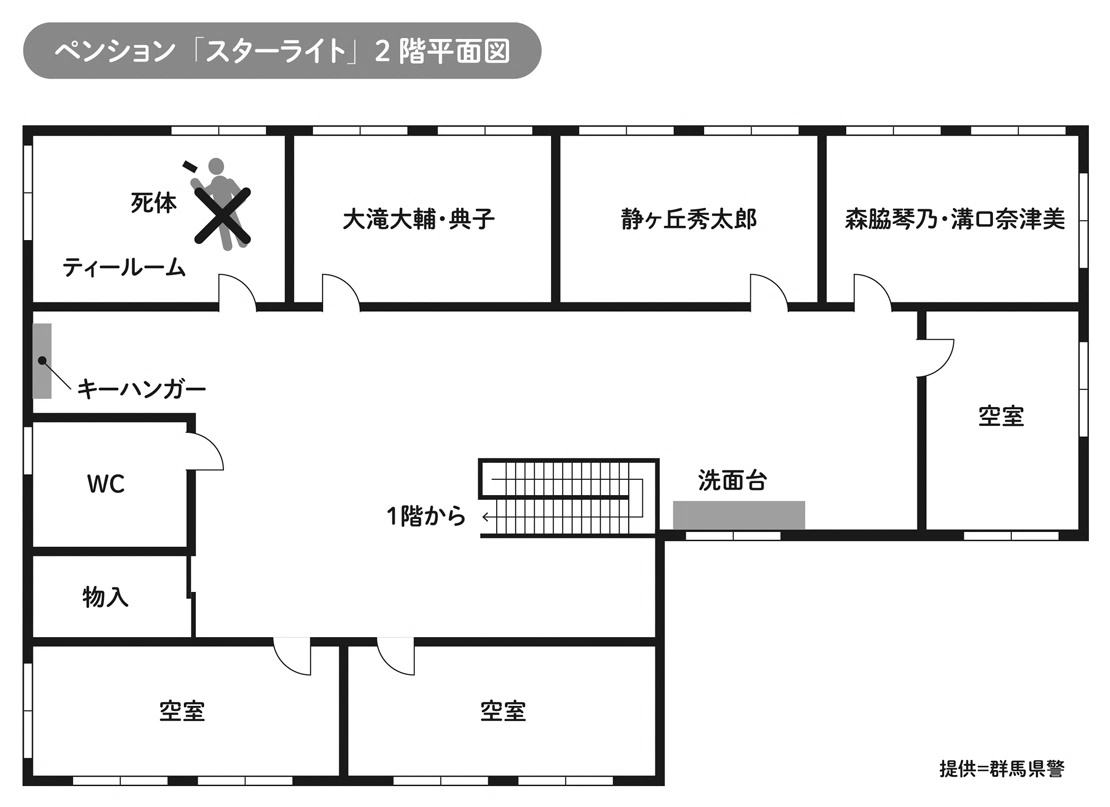 ペンション「スターライト」2階平面図
死体
ティールーム
大滝大輔・典子
静ヶ丘秀太郎
森脇琴乃・溝口奈津美
キーハンガー
空室
WC
洗面台
1階から
物入
空室
空室
提供=群馬県警